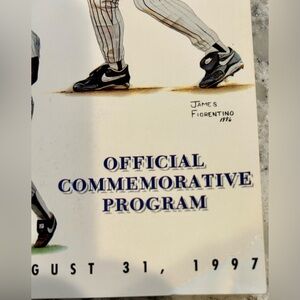 JAMES
FIORENTINO
1996
OFFICIAL
COMMEMORATIVE
PROGRAM
GUST 31, 1997